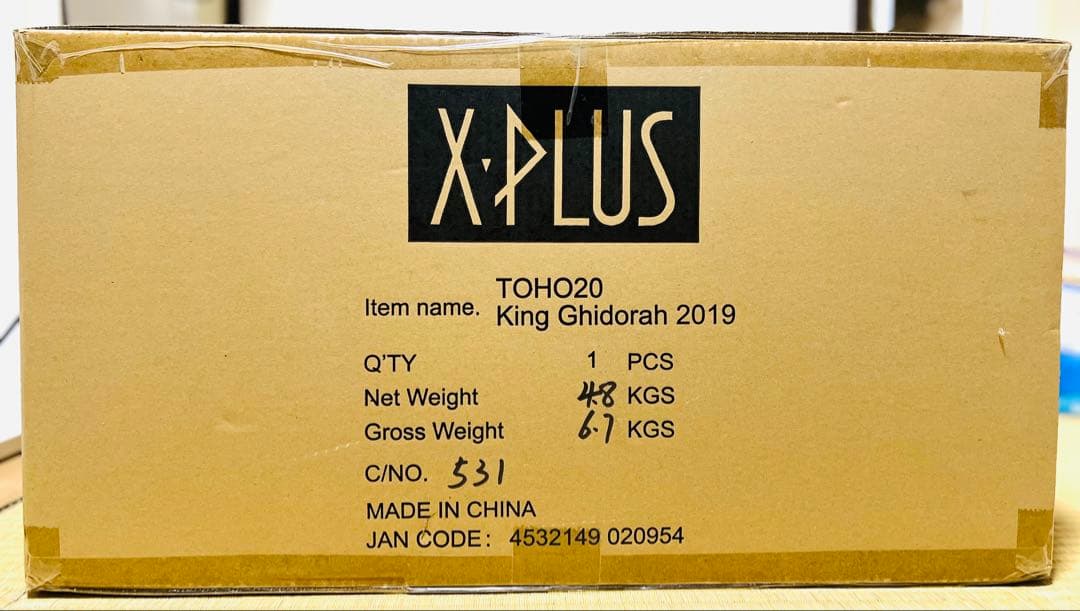 X·PLUS
TOHO20
Item name. King Ghidorah 2019
Q'TY 1 PCS
Net Weight 4.8 KGS
Gross Weight 6.7 KGS
C/NO. 531
MADE IN CHINA
JAN CODE: 4532149 020954